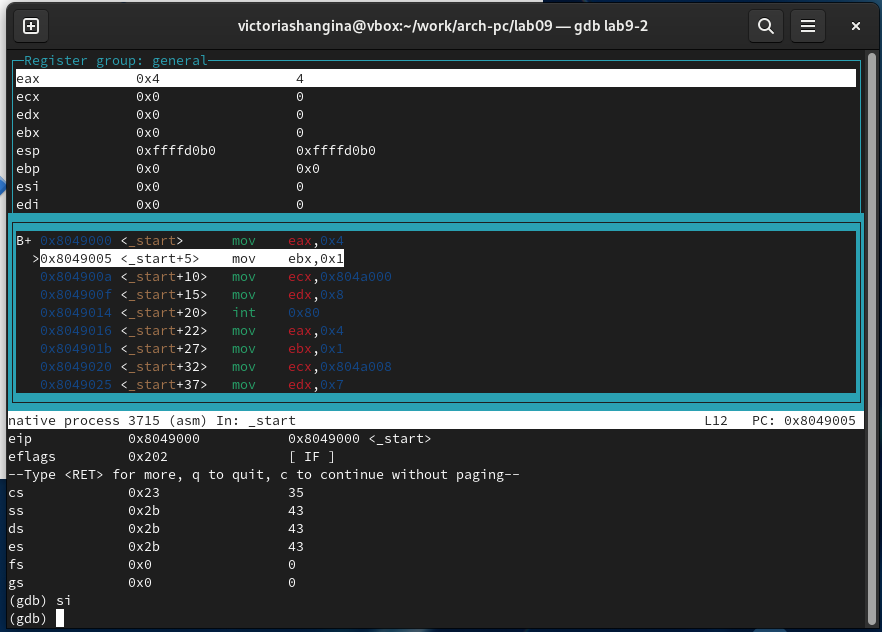 victoriashangina@vbox:~/work/arch-pc/lab09 — gdb lab9-2
Register group: general
eax 0x4 4
ecx 0x0 0
edx 0x0 0
ebx 0x0 0
esp 0xffffd0b0 0xffffd0b0
ebp 0x0 0x0
esi 0x0 0
edi 0x0 0
B+ 0x8049000 <_start> mov eax,0x4
>0x8049005 <_start+5> mov ebx,0x1
0x804900a <_start+10> mov ecx,0x804a000
0x804900f <_start+15> mov edx,0x8
0x8049014 <_start+20> int 0x80
0x8049016 <_start+22> mov eax,0x4
0x804901b <_start+27> mov ebx,0x1
0x8049020 <_start+32> mov ecx,0x804a008
0x8049025 <_start+37> mov edx,0x7
native process 3715 (asm) In: _start L12 PC: 0x8049005
eip 0x8049000 0x8049000 <_start>
eflags 0x202 [ IF ]
--Type <RET> for more, q to quit, c to continue without paging--
cs 0x23 35
ss 0x2b 43
ds 0x2b 43
es 0x2b 43
fs 0x0 0
gs 0x0 0
(gdb) si
(gdb)